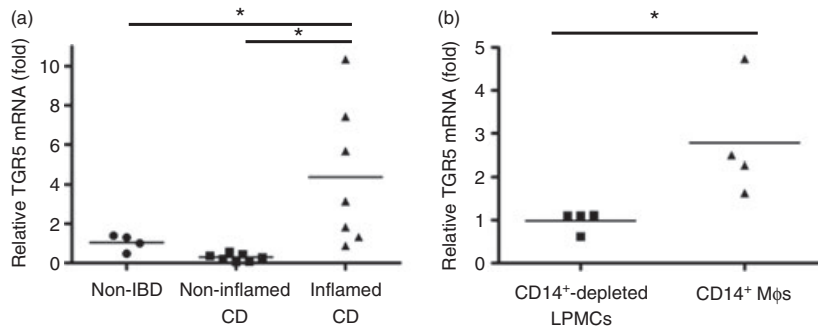 (a)
*
*
Relative TGR5 mRNA (fold)
10
8
6
4
2
0
Non-IBD
Non-inflamed
CD
Inflamed
CD
(b)
*
Relative TGR5 mRNA (fold)
5
4
3
2
1
0
CD14⁺-depleted
LPMCs
CD14⁺ Mϕs